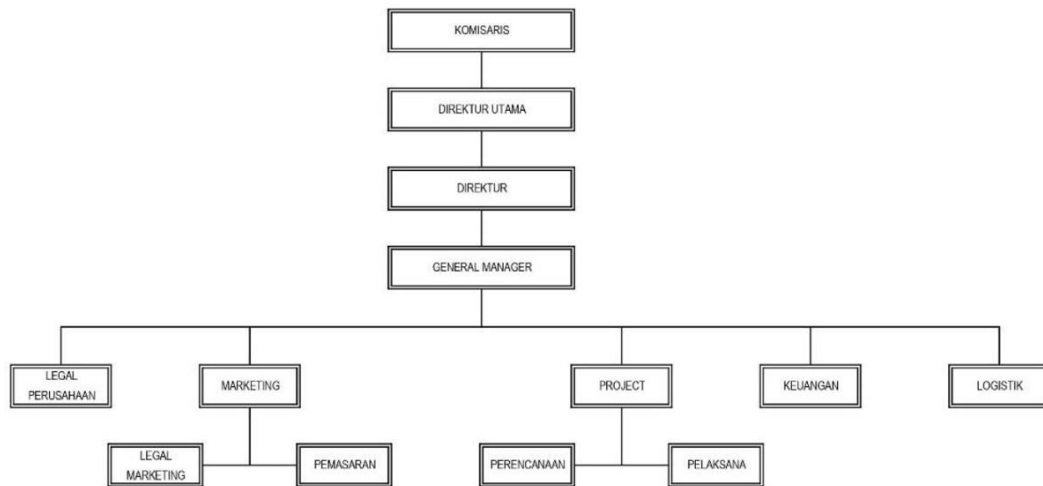 KOMISARIS
DIREKTUR UTAMA
DIREKTUR
GENERAL MANAGER
LEGAL
PERUSAHAAN
MARKETING
PROJECT
KEUANGAN
LOGISTIK
LEGAL
MARKETING
PEMASARAN
PERENCANAAN
PELAKSANA